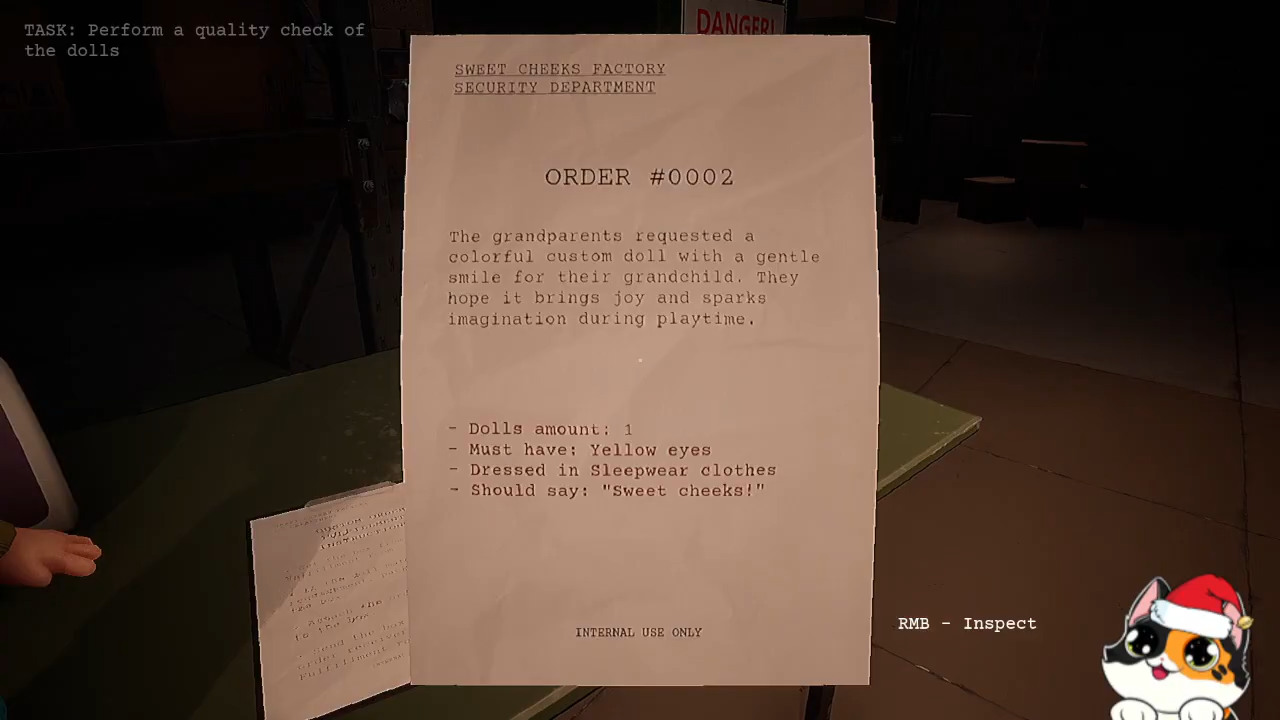 TASK: Perform a quality check of
the dolls
DANGER!
SWEET CHEEKS FACTORY
SECURITY DEPARTMENT
ORDER #0002
The grandparents requested a
colorful custom doll with a gentle
smile for their grandchild. They
hope it brings joy and sparks
imagination during playtime.
- Dolls amount: 1
- Must have: Yellow eyes
- Dressed in Sleepwear clothes
- Should say: "Sweet cheeks!"
INTERNAL USE ONLY
RMB - Inspect